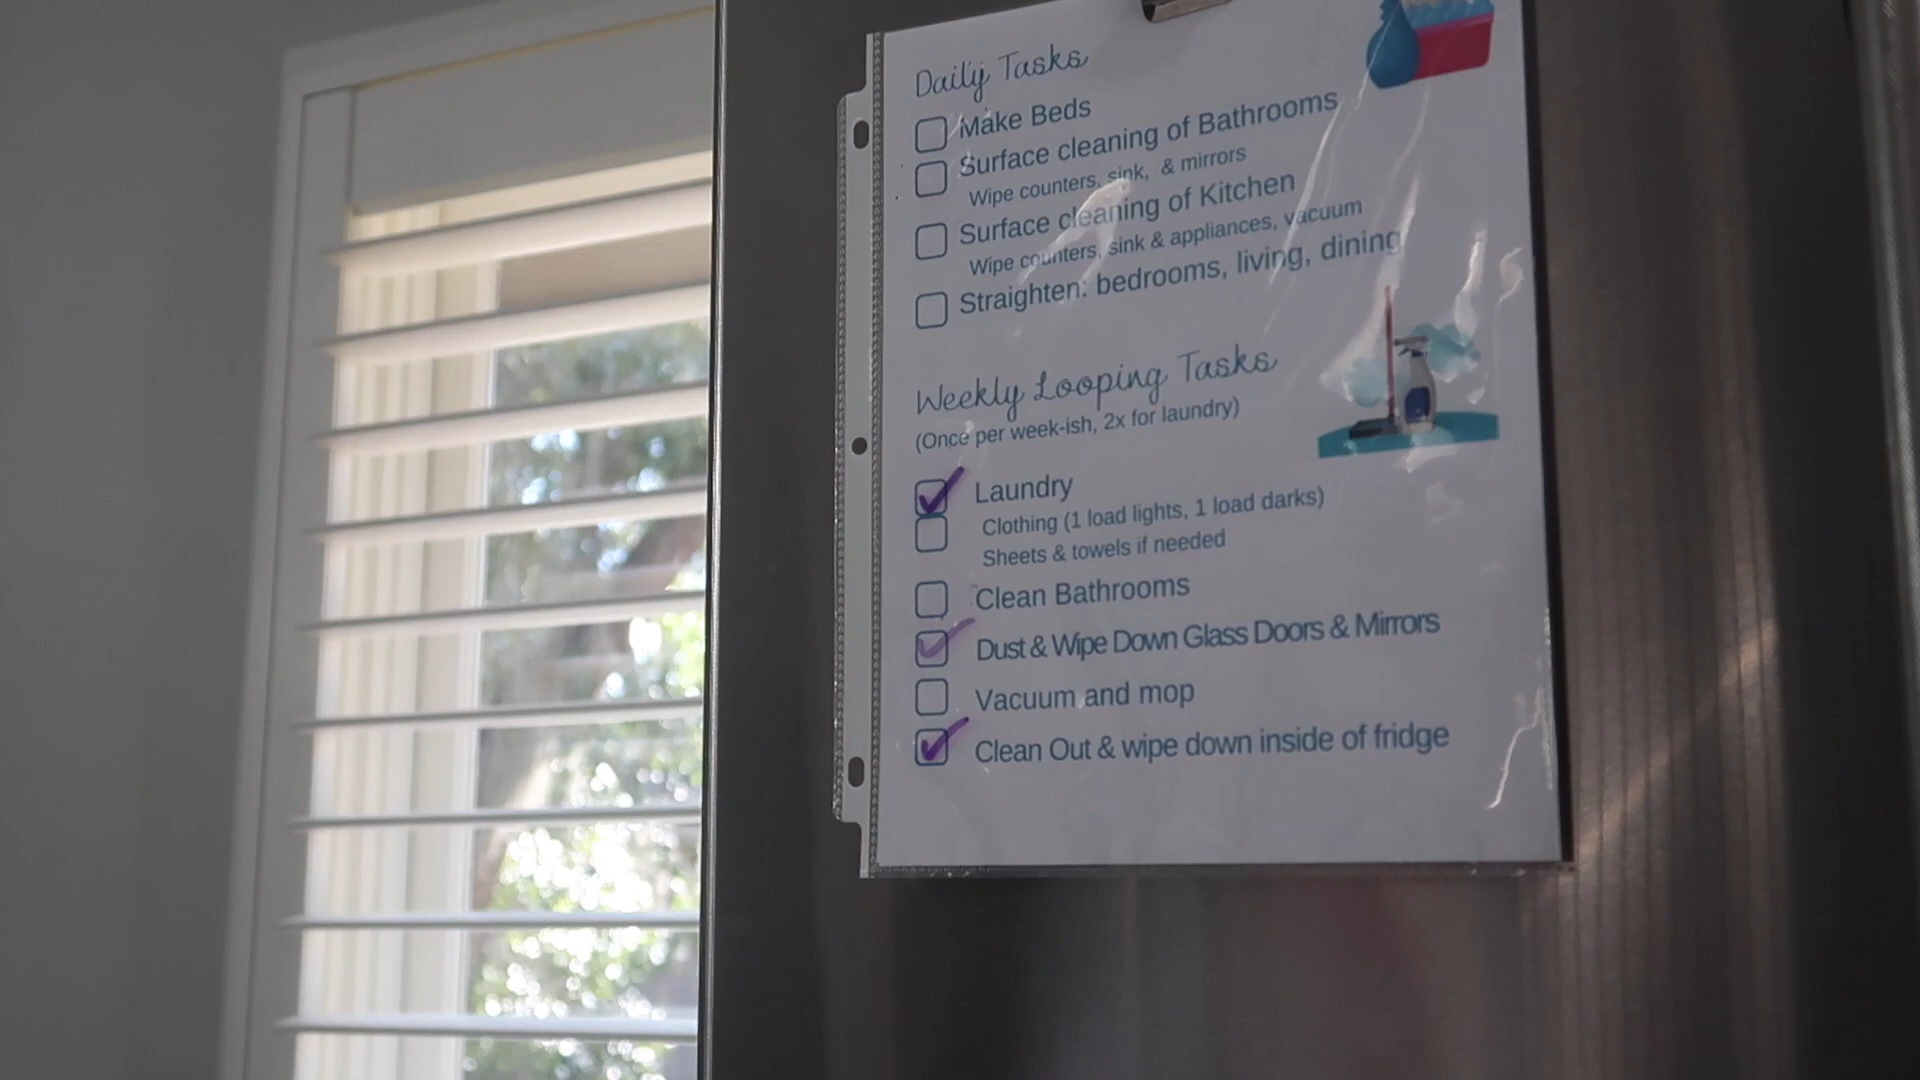 Daily Tasks
Make Beds
Surface cleaning of Bathrooms
Wipe counters, sink, & mirrors
Surface cleaning of Kitchen
Wipe counters, sink & appliances, vacuum
Straighten: bedrooms, living, dining
Weekly Looping Tasks
(Once per week-ish, 2x for laundry)
Laundry
Clothing (1 load lights, 1 load darks)
Sheets & towels if needed
Clean Bathrooms
Dust & Wipe Down Glass Doors & Mirrors
Vacuum and mop
Clean Out & wipe down inside of fridge